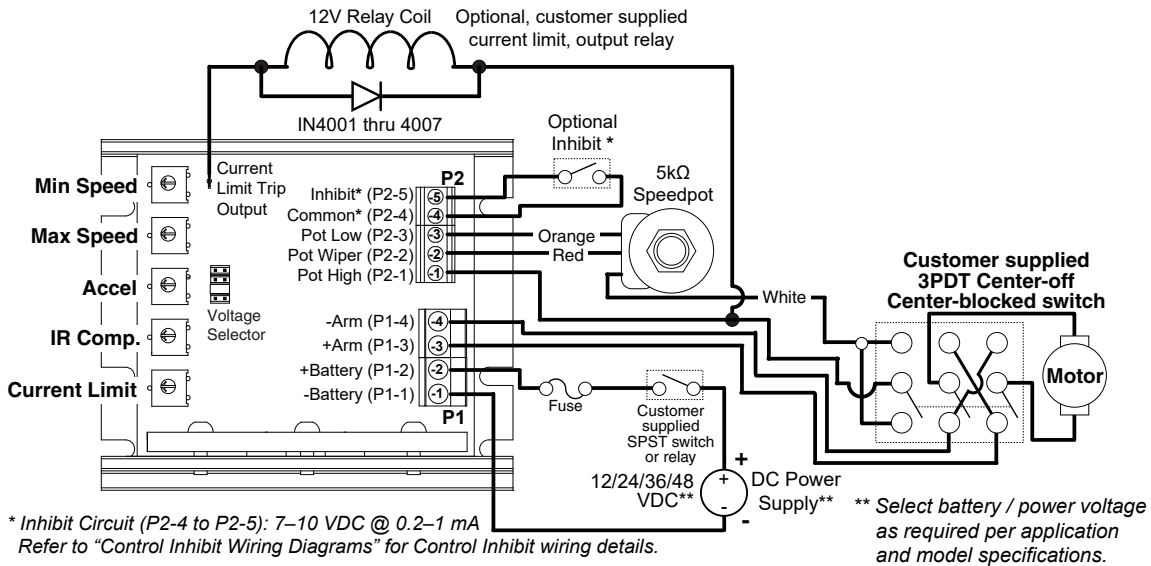 12V Relay Coil
Optional, customer supplied
current limit, output relay
IN4001 thru 4007
Optional
Inhibit *
5kΩ
Speedpot
Min Speed
Max Speed
Accel
IR Comp.
Current Limit
Current
Limit Trip
Output
Voltage
Selector
P2
Inhibit* (P2-5) -5
Common* (P2-4) -4
Pot Low (P2-3) -3
Pot Wiper (P2-2) -2
Pot High (P2-1) -1
Orange
Red
White
-Arm (P1-4) -4
+Arm (P1-3) -3
+Battery (P1-2) -2
-Battery (P1-1) -1
P1
Fuse
Customer
supplied
SPST switch
or relay
Customer supplied
3PDT Center-off
Center-blocked switch
Motor
12/24/36/48
VDC**
+
+
-
-
DC Power
Supply**
* Inhibit Circuit (P2-4 to P2-5): 7–10 VDC @ 0.2–1 mA
Refer to “Control Inhibit Wiring Diagrams” for Control Inhibit wiring details.
** Select battery / power voltage
as required per application
and model specifications.